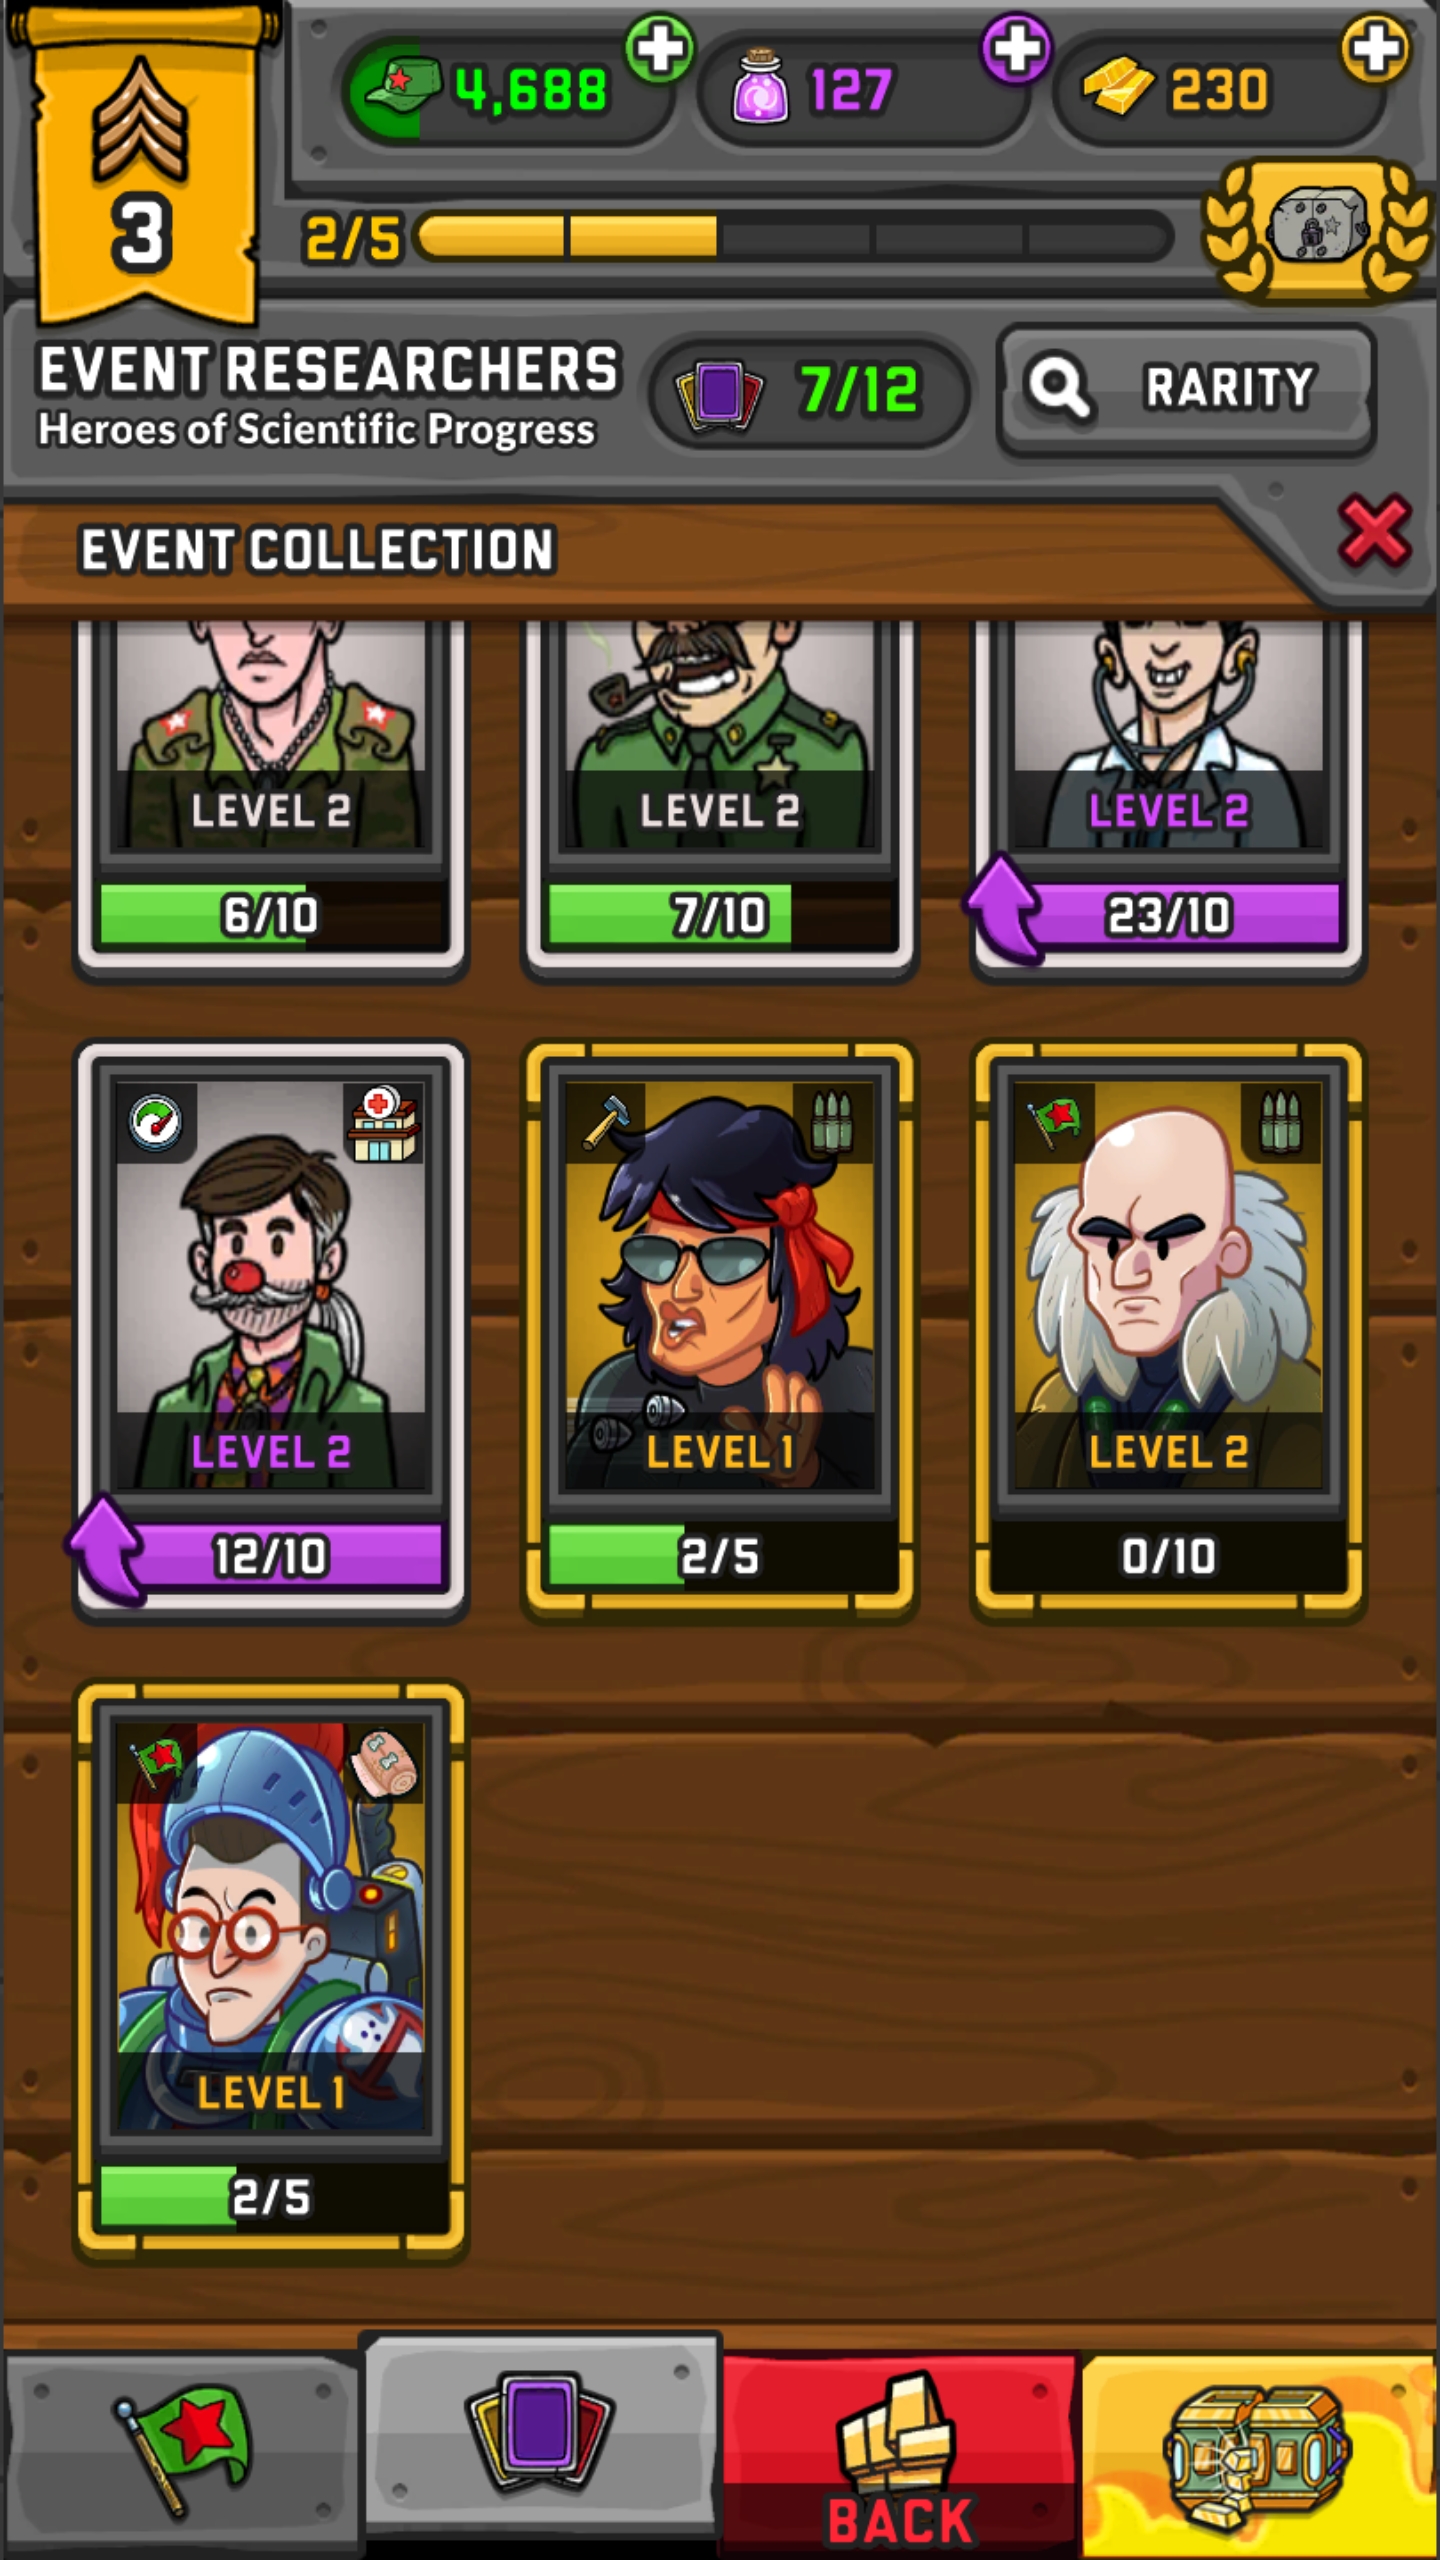 4,688
127
230
3
2/5
EVENT RESEARCHERS
Heroes of Scientific Progress
7/12
RARITY
EVENT COLLECTION
LEVEL 2
LEVEL 2
LEVEL 2
6/10
7/10
23/10
LEVEL 2
LEVEL 1
LEVEL 2
12/10
2/5
0/10
LEVEL 1
2/5
BACK